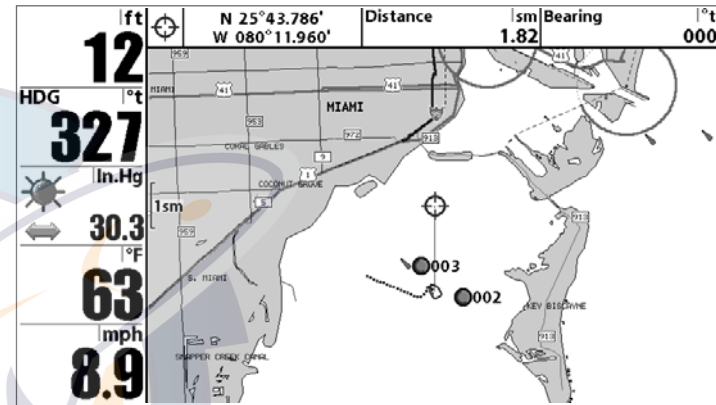 ft
12
HDG °t
327
In.Hg
30.3
°F
63
mph
8.9
N 25°43.786'
W 080°11.960'
Distance sm
1.82
Bearing °t
000
959
MIAMI
41
41
41
MIAMI
953
972
913
CORAL GABLES
9
1
COCONUT GROVE
1sm
5
913
959
003
S. MIAMI
002
KEY BISCAYNE
913
SNAPPER CREEK CANAL